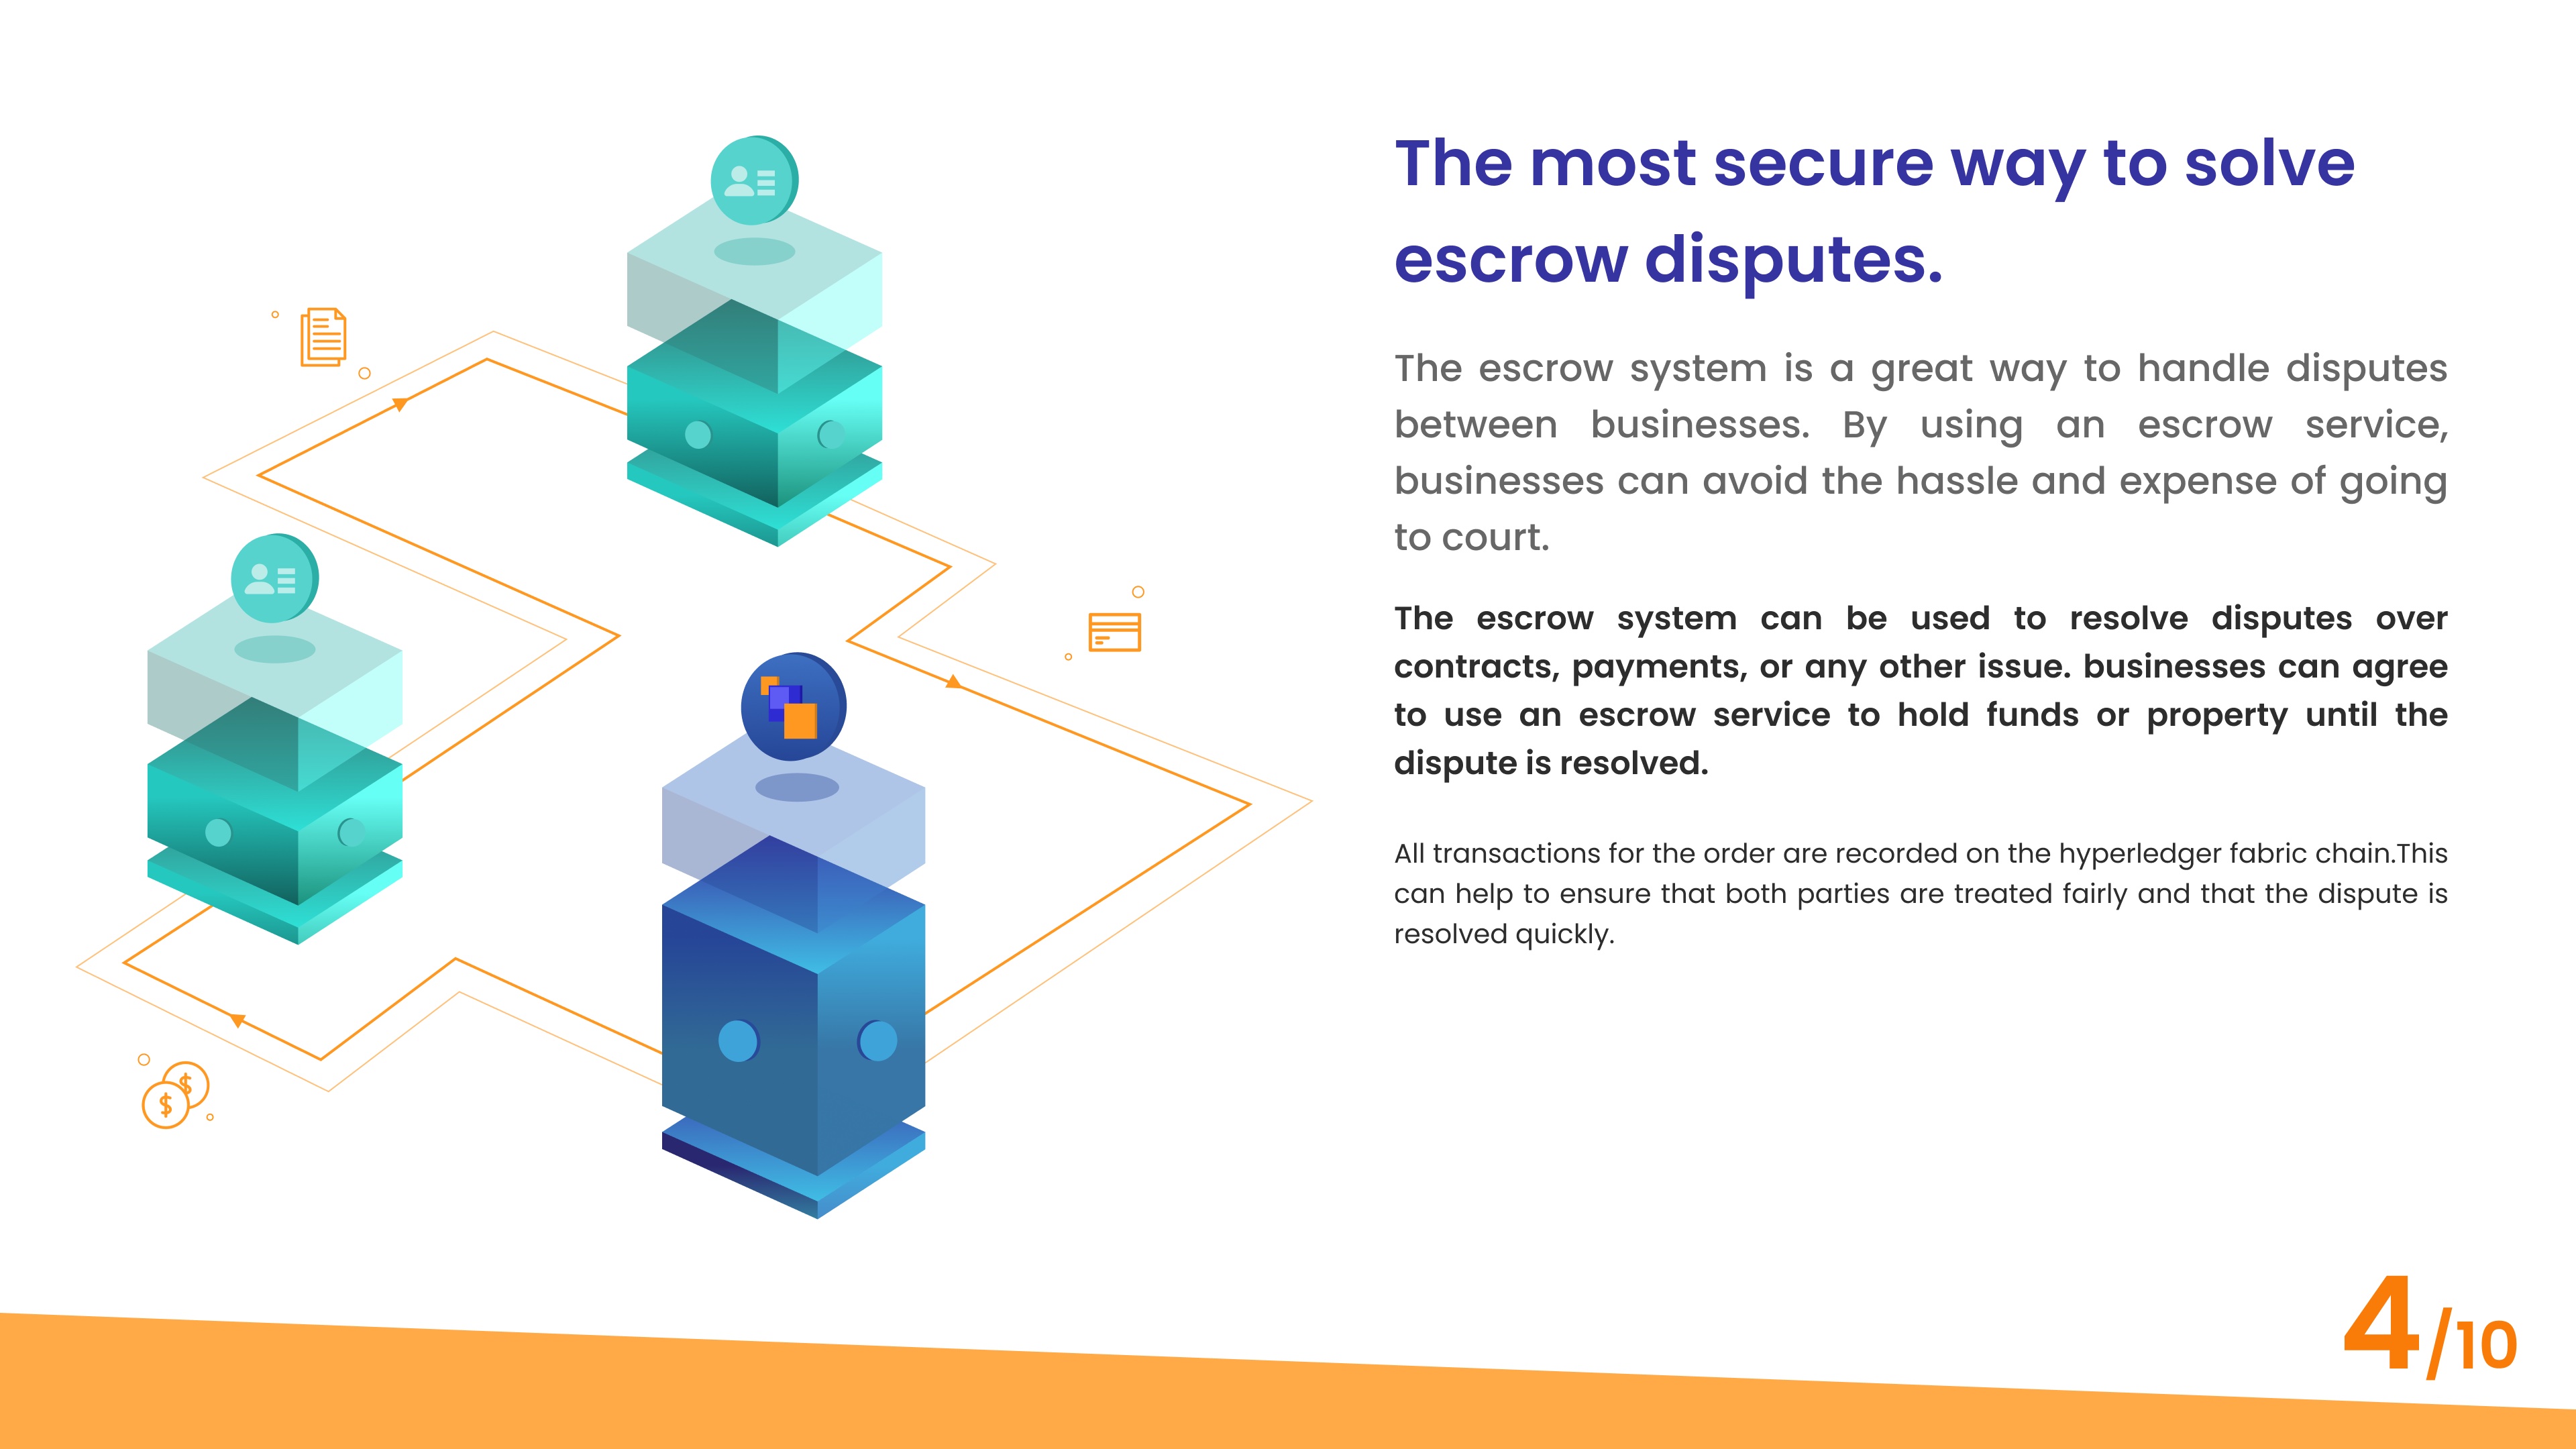 The most secure way to solve
escrow disputes.
The escrow system is a great way to handle disputes
between businesses. By using an escrow service,
businesses can avoid the hassle and expense of going
to court.
The escrow system can be used to resolve disputes over
contracts, payments, or any other issue. businesses can agree
to use an escrow service to hold funds or property until the
dispute is resolved.
All transactions for the order are recorded on the hyperledger fabric chain.This
can help to ensure that both parties are treated fairly and that the dispute is
resolved quickly.
$
$
4/10